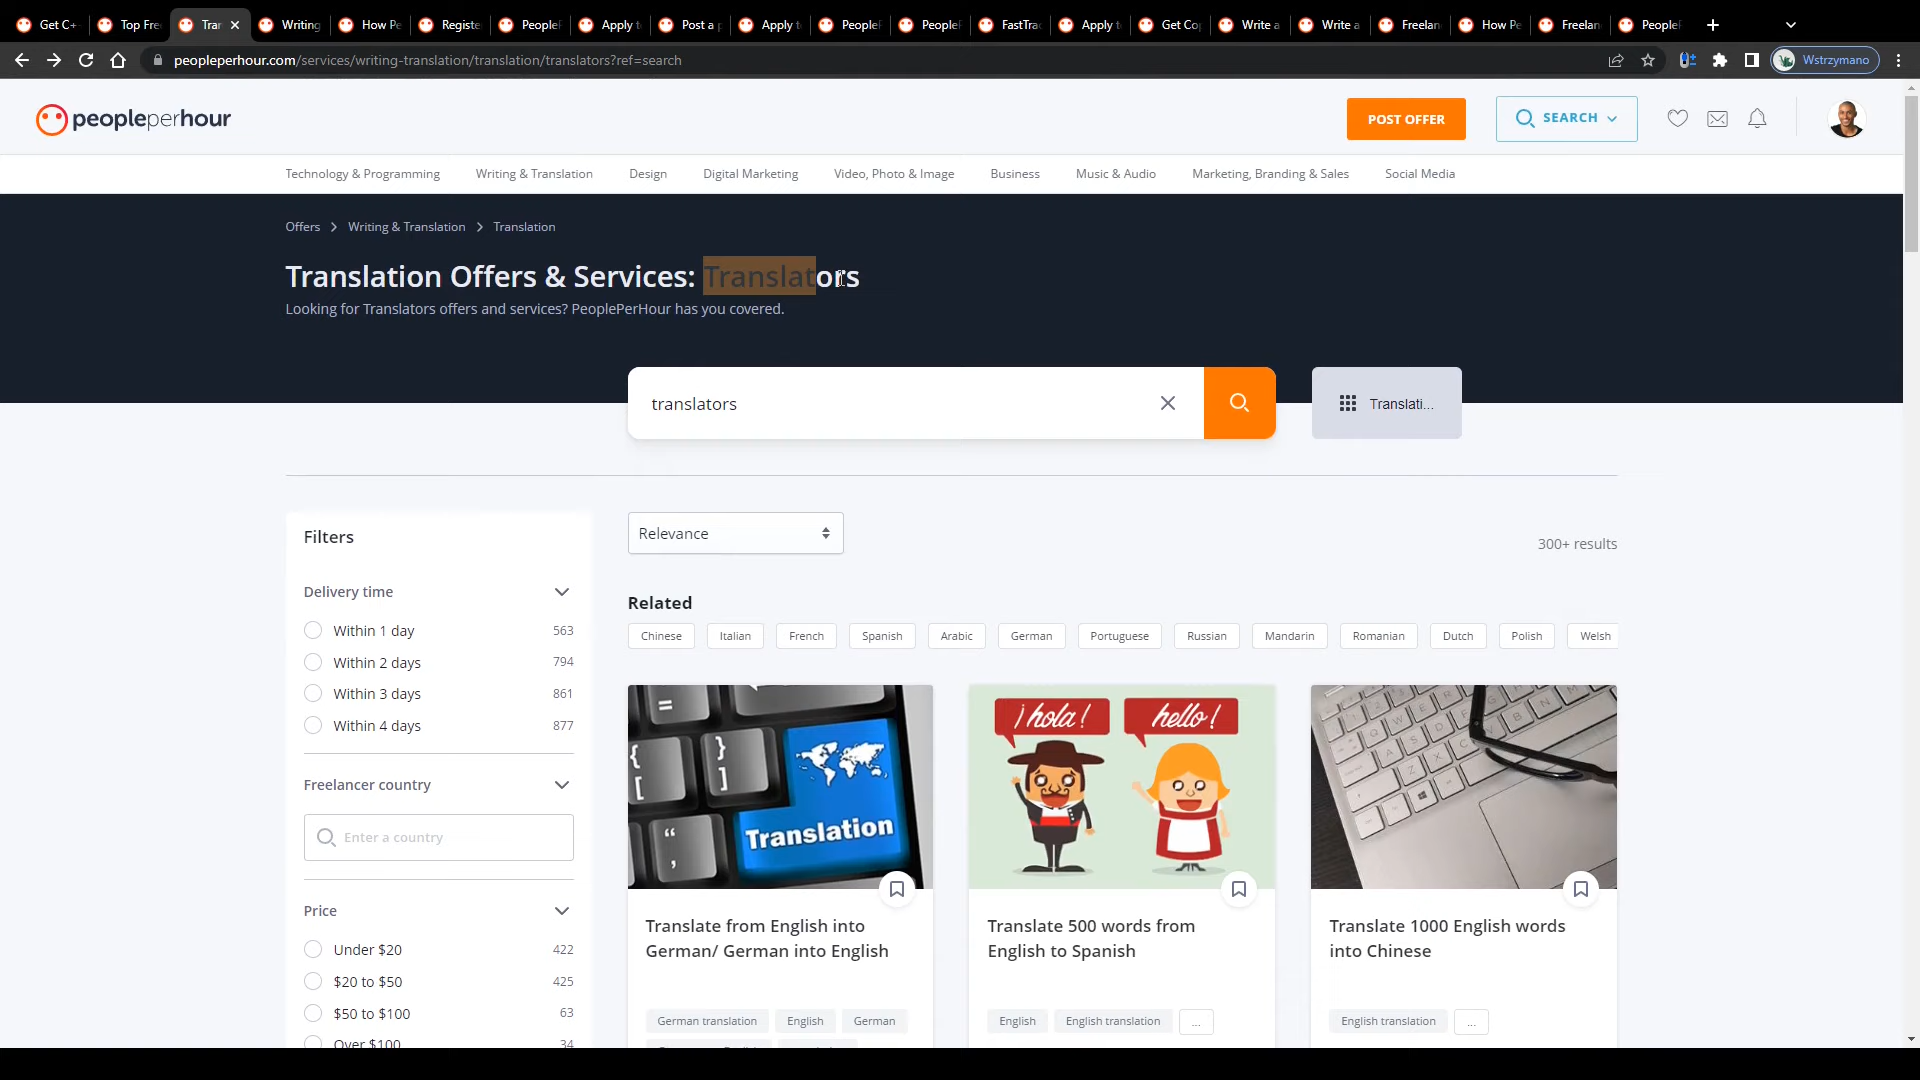 Get C+
Top Fre
Tra
Writing
How Pe
Registe
PeopleF
Apply t
Post a p
Apply t
PeopleF
PeopleF
FastTra
Apply t
Get Co
Write a
Write a
Freelan
How Pe
Freelan
PeopleP
peopleperhour.com/services/writing-translation/translation/translators?ref=search
Wstrzymano
peopleperhour
POST OFFER
SEARCH
Technology & Programming
Writing & Translation
Design
Digital Marketing
Video, Photo & Image
Business
Music & Audio
Marketing, Branding & Sales
Social Media
Offers > Writing & Translation > Translation
Translation Offers & Services: Translators
Looking for Translators offers and services? PeoplePerHour has you covered.
translators
Translati...
Filters
Relevance
300+ results
Delivery time
Within 1 day 563
Within 2 days 794
Within 3 days 861
Within 4 days 877
Freelancer country
Enter a country
Price
Under $20 422
$20 to $50 425
$50 to $100 63
Over $100 34
Related
Chinese
Italian
French
Spanish
Arabic
German
Portuguese
Russian
Mandarin
Romanian
Dutch
Polish
Welsh
Translation
¡hola!
hello!
Translate from English into
German/ German into English
German translation
English
German
Translate 500 words from
English to Spanish
English
English translation
...
Translate 1000 English words
into Chinese
English translation
...